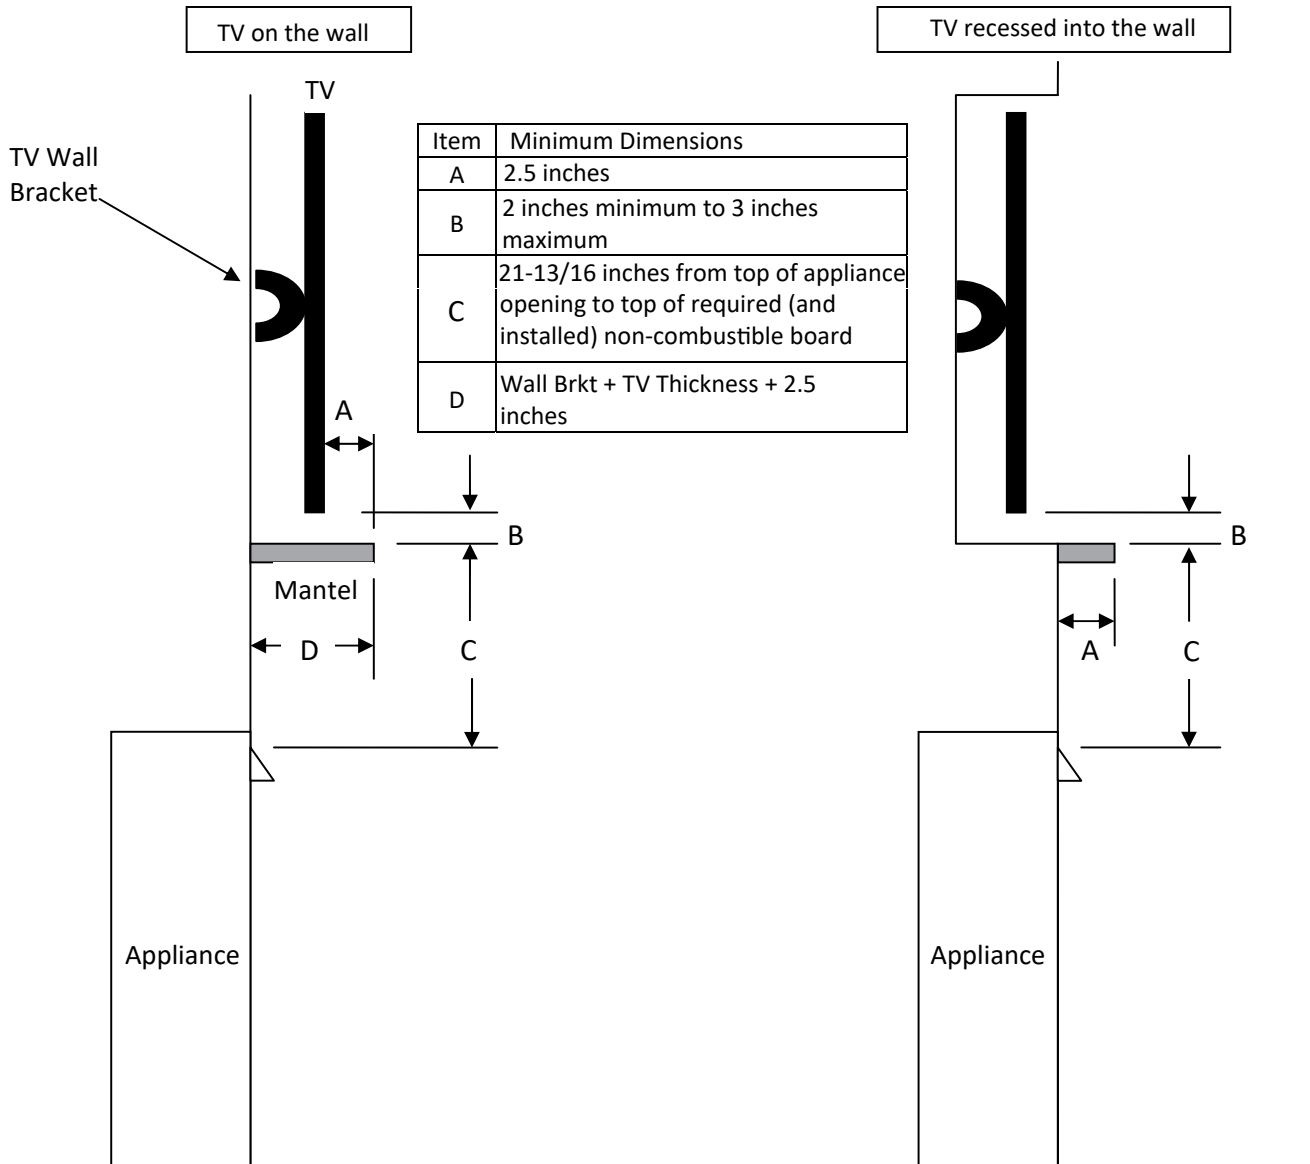 TV on the wall
TV recessed into the wall
TV
TV Wall
Bracket
Item Minimum Dimensions
A 2.5 inches
B 2 inches minimum to 3 inches
maximum
C 21-13/16 inches from top of appliance
opening to top of required (and
installed) non-combustible board
D Wall Brkt + TV Thickness + 2.5
inches
A
B
Mantel
D
C
Appliance
B
A
C
Appliance